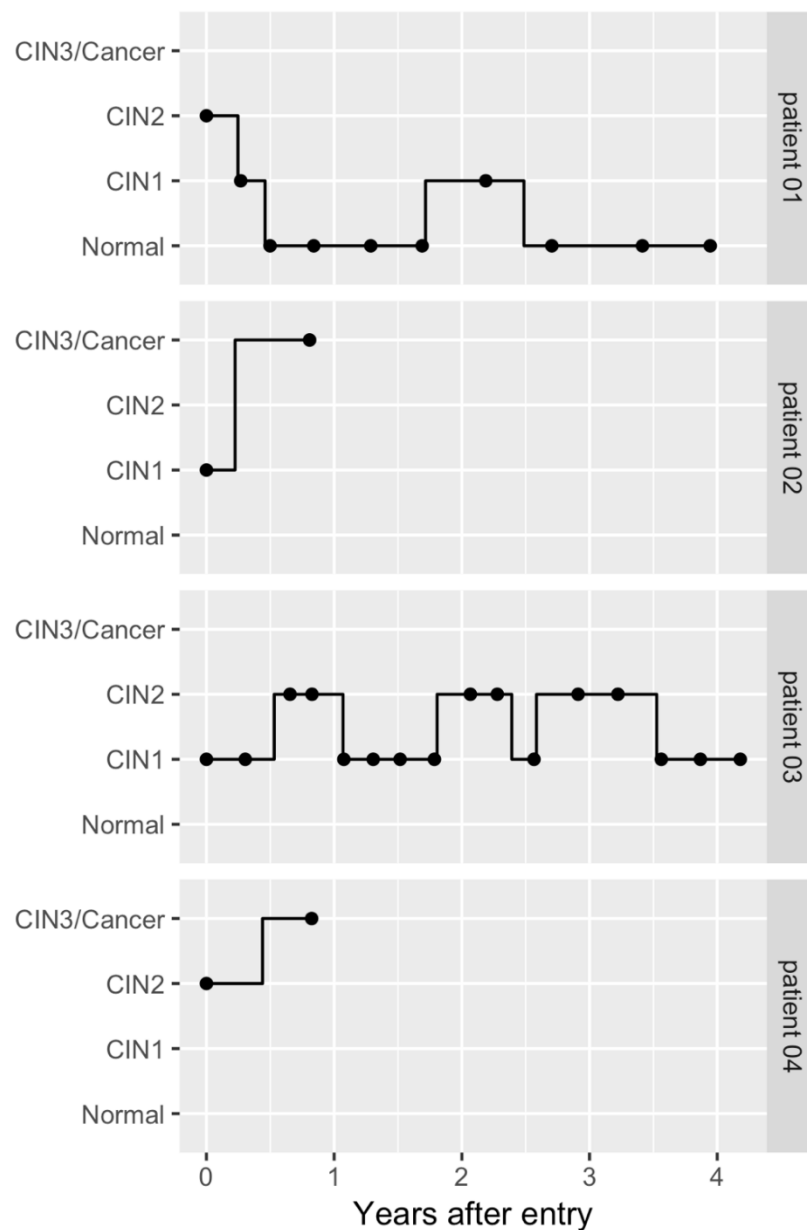 CIN3/Cancer
CIN2
CIN1
Normal
patient 01
CIN3/Cancer
CIN2
CIN1
Normal
patient 02
CIN3/Cancer
CIN2
CIN1
Normal
patient 03
CIN3/Cancer
CIN2
CIN1
Normal
patient 04
0 1 2 3 4
Years after entry